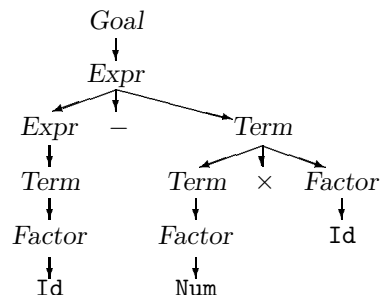 Goal
Expr
Expr − Term
Term Term × Factor
Factor Factor Id
Id Num